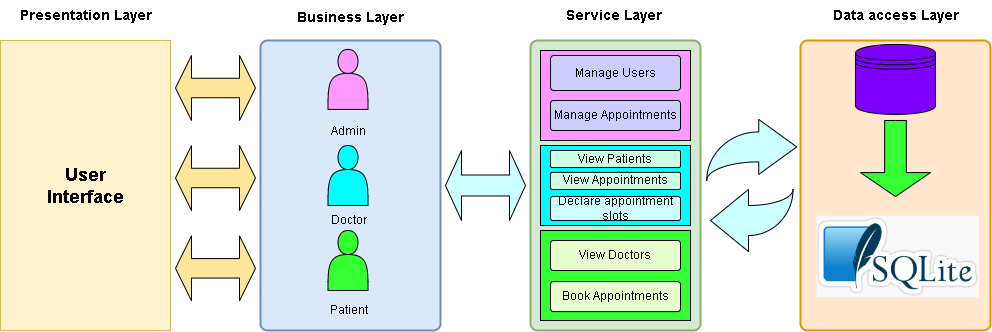 Presentation Layer
Business Layer
Service Layer
Data access Layer
User
Interface
Admin
Doctor
Patient
Manage Users
Manage Appointments
View Patients
View Appointments
Declare appointment
slots
View Doctors
Book Appointments
SQLite